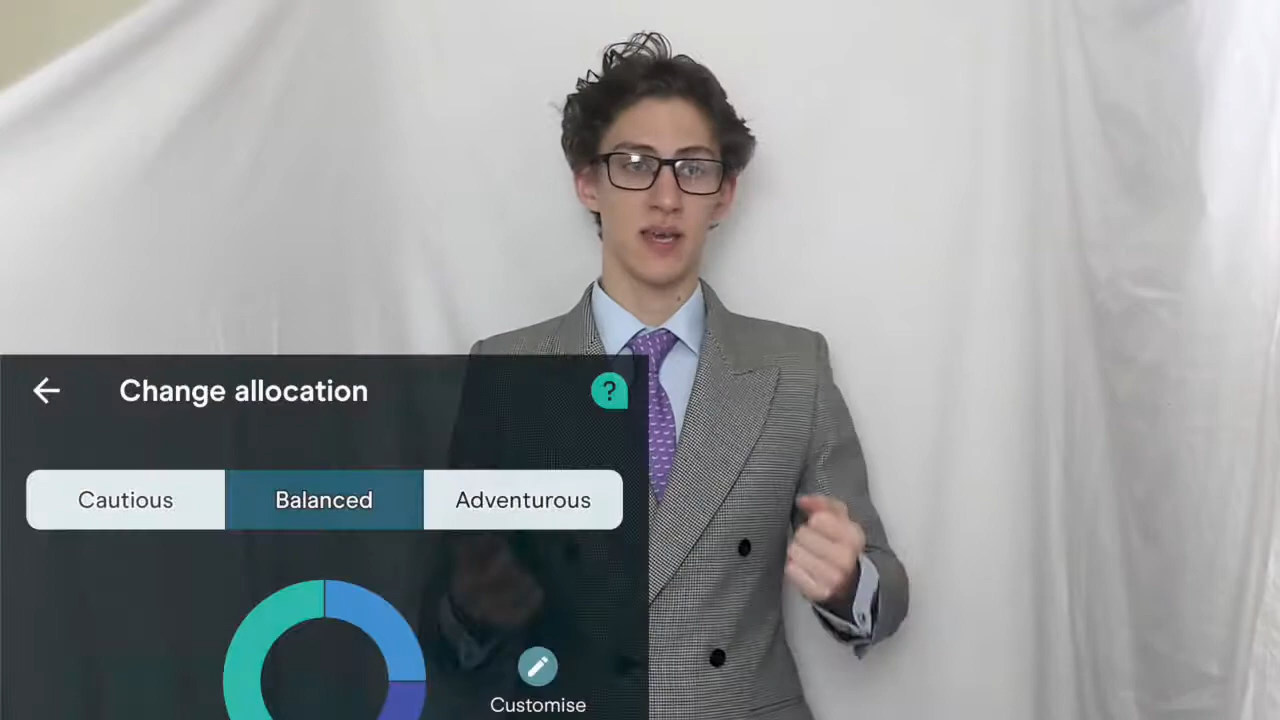 Change allocation
?
Cautious
Balanced
Adventurous
Customise